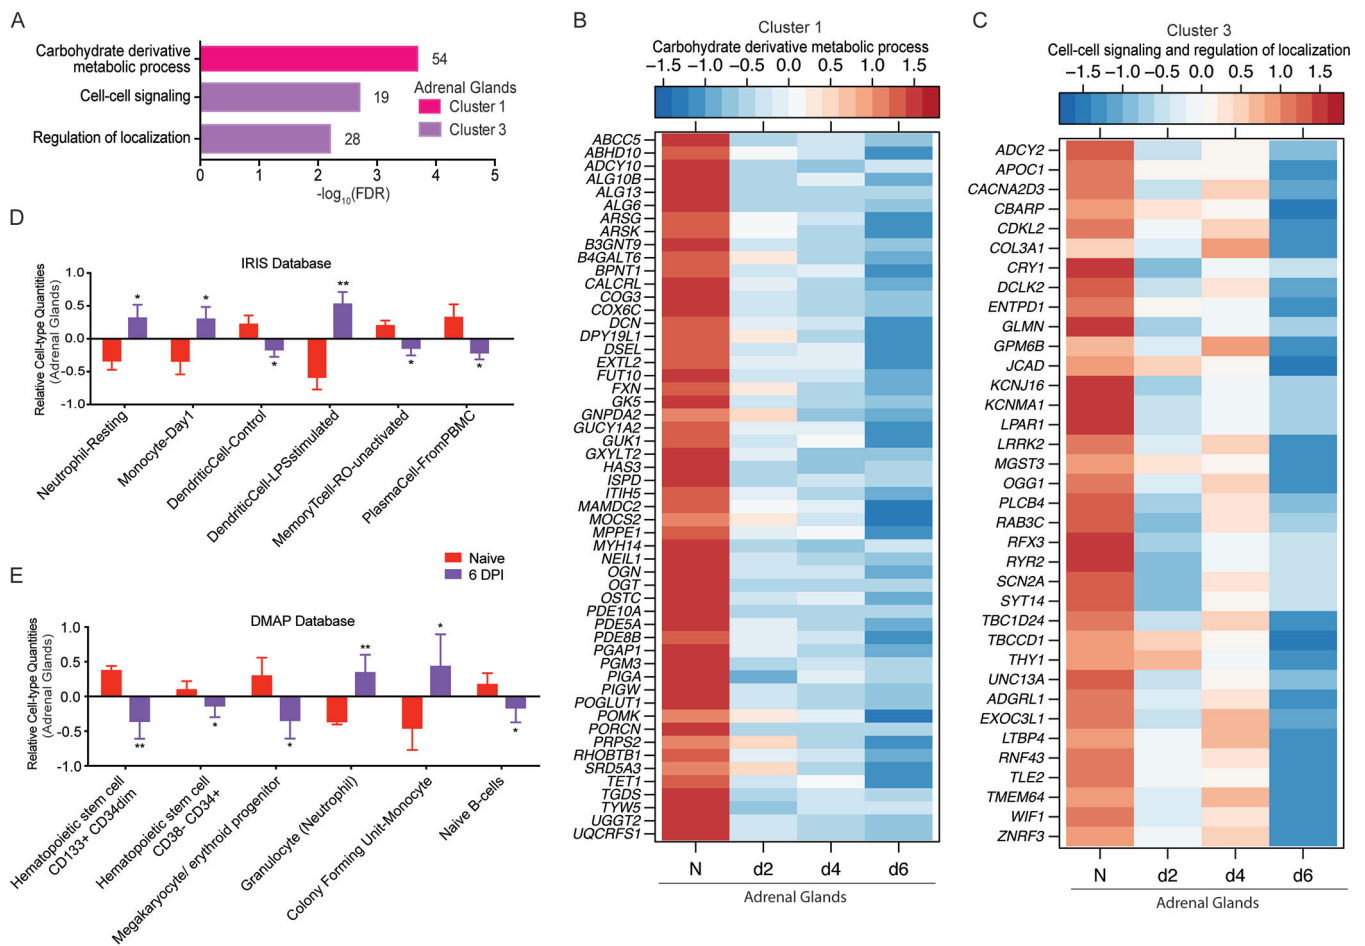 A
Carbohydrate derivative
metabolic process
54
Cell-cell signaling
19
Regulation of localization
28
Adrenal Glands
Cluster 1
Cluster 3
0 1 2 3 4 5
-log10(FDR)
B
Cluster 1
Carbohydrate derivative metabolic process
−1.5 −1.0 −0.5 0.0 0.5 1.0 1.5
ABCC5
ABHD10
ADCY10
ALG10B
ALG13
ALG6
ARSG
ARSK
B3GNT9
B4GALT6
BPNT1
CALCRL
COG3
COX6C
DCN
DPY19L1
DSEL
EXTL2
FUT10
FXN
GK5
GNPDA2
GUCY1A2
GUK1
GXYLT2
HAS3
ISPD
ITIH5
MAMDC2
MOCS2
MPPE1
MYH14
NEIL1
OGN
OGT
OSTC
PDE10A
PDE5A
PDE8B
PGAP1
PGM3
PIGA
PIGW
POGLUT1
POMK
PORCN
PRPS2
RHOBTB1
SRD5A3
TET1
TGDS
TYW5
UGGT2
UQCRFS1
N d2 d4 d6
Adrenal Glands
C
Cluster 3
Cell-cell signaling and regulation of localization
−1.5 −1.0 −0.5 0.0 0.5 1.0 1.5
ADCY2
APOC1
CACNA2D3
CBARP
CDKL2
COL3A1
CRY1
DCLK2
ENTPD1
GLMN
GPM6B
JCAD
KCNJ16
KCNMA1
LPAR1
LRRK2
MGST3
OGG1
PLCB4
RAB3C
RFX3
RYR2
SCN2A
SYT14
TBC1D24
TBCCD1
THY1
UNC13A
ADGRL1
EXOC3L1
LTBP4
RNF43
TLE2
TMEM64
WIF1
ZNRF3
N d2 d4 d6
Adrenal Glands
D
IRIS Database
Relative Cell-type Quantities
(Adrenal Glands)
1.0
0.5
0.0
−0.5
−1.0
* * * ** * *
Neutrophil-Resting
Monocyte-Day1
DendriticCell-Control
DendriticCell-LPSstimulated
MemoryTcell-RO-unactivated
PlasmaCell-FromPBMC
Naive
6 DPI
E
DMAP Database
Relative Cell-type Quantities
(Adrenal Glands)
1.0
0.5
0.0
-0.5
-1.0
** * * ** * *
Hematopoietic stem cell
CD133+ CD34dim
Hematopoietic stem cell
CD38- CD34+
Megakaryocyte/ erythroid progenitor
Granulocyte (Neutrophil)
Colony Forming Unit-Monocyte
Naive B-cells